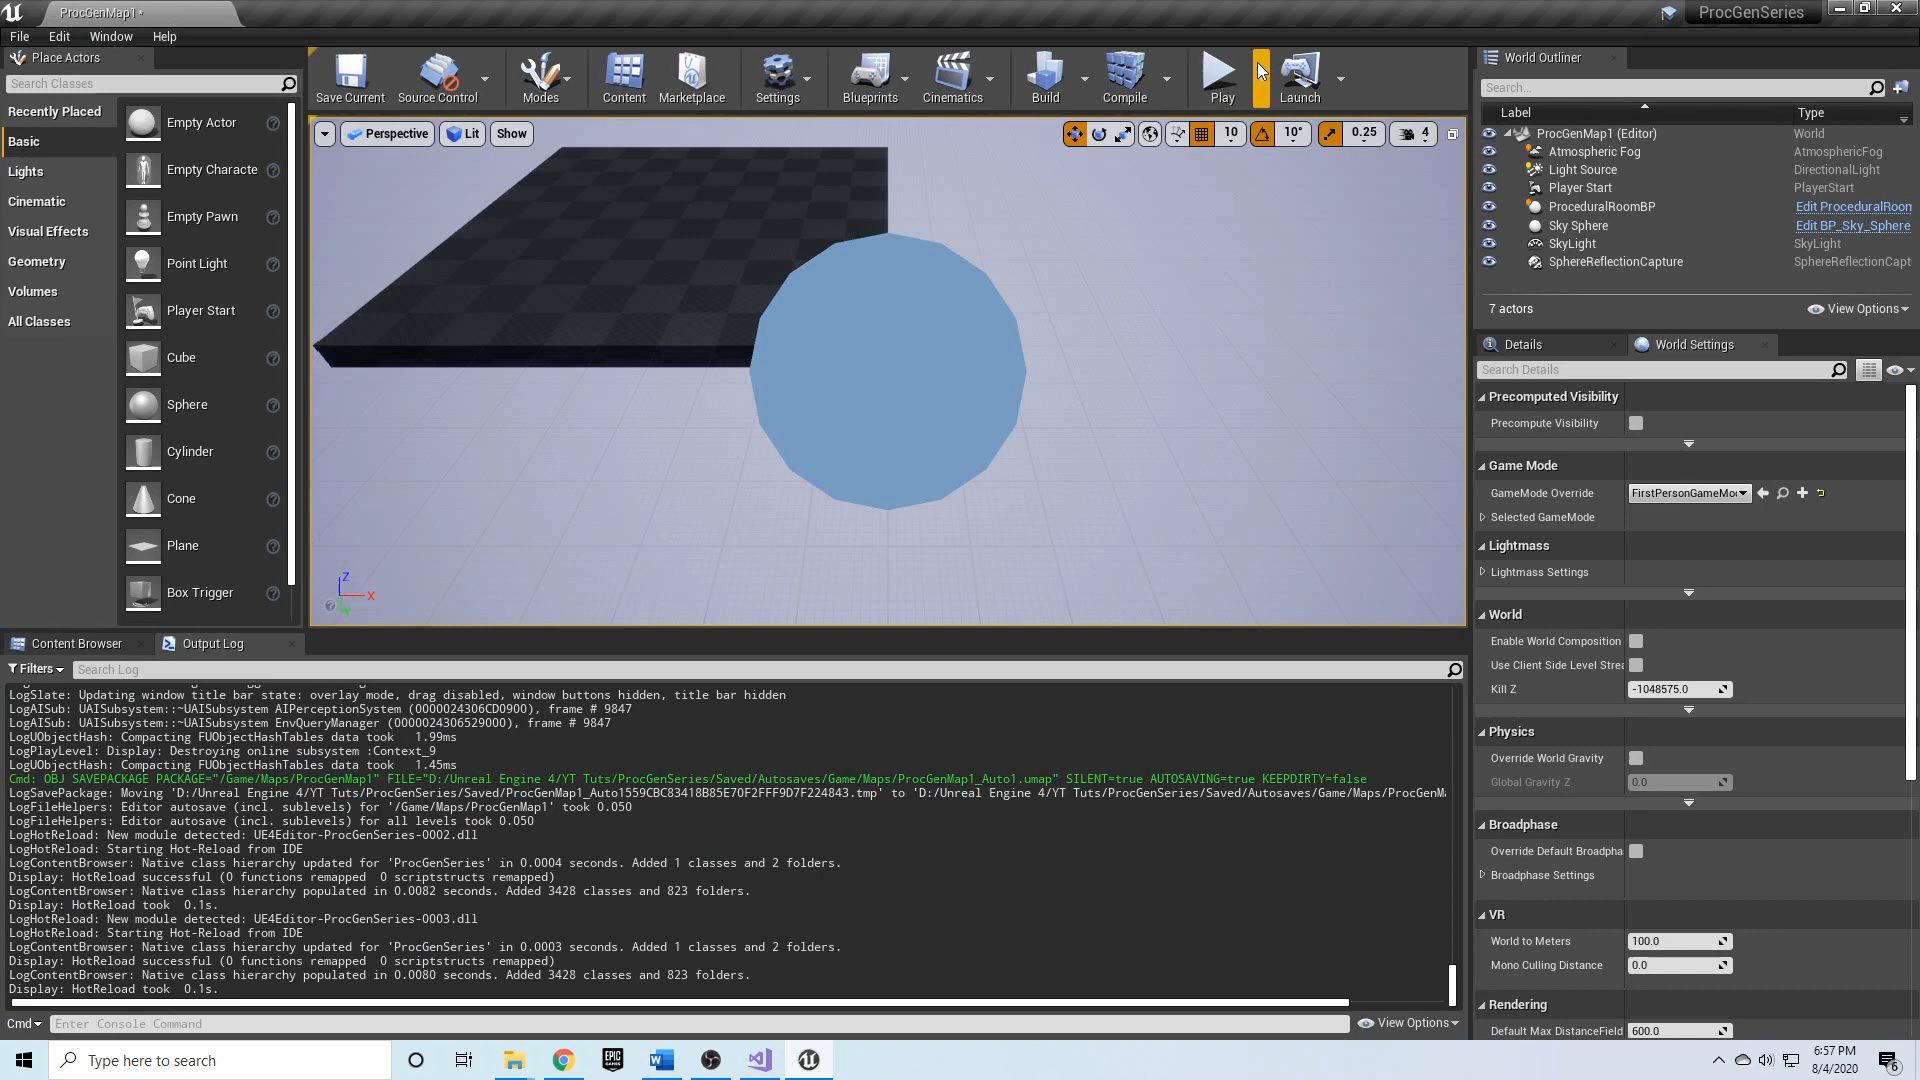 ProcGenMap1*
ProcGenSeries
File Edit Window Help
Place Actors
Search Classes
Recently Placed
Basic
Lights
Cinematic
Visual Effects
Geometry
Volumes
All Classes
Empty Actor
Empty Characte
Empty Pawn
Point Light
Player Start
Cube
Sphere
Cylinder
Cone
Plane
Box Trigger
Save Current
Source Control
Modes
Content
Marketplace
Settings
Blueprints
Cinematics
Build
Compile
Play
Launch
Perspective
Lit
Show
10
10°
0.25
4
Z
X
Y
World Outliner
Search...
Label Type
ProcGenMap1 (Editor) World
Atmospheric Fog AtmosphericFog
Light Source DirectionalLight
Player Start PlayerStart
ProceduralRoomBP Edit ProceduralRoom
Sky Sphere Edit BP_Sky_Sphere
SkyLight SkyLight
SphereReflectionCapture SphereReflectionCapt
7 actors
View Options
Details
World Settings
Search Details
Precomputed Visibility
Precompute Visibility
Game Mode
GameMode Override FirstPersonGameMo
Selected GameMode
Lightmass
Lightmass Settings
World
Enable World Composition
Use Client Side Level Strea
Kill Z -1048575.0
Physics
Override World Gravity
Global Gravity Z 0.0
Broadphase
Override Default Broadpha
Broadphase Settings
VR
World to Meters 100.0
Mono Culling Distance 0.0
Rendering
Default Max DistanceField 600.0
Content Browser
Output Log
Filters
Search Log
LogSlate: Updating window title bar state: overlay mode, drag disabled, window buttons hidden, title bar hidden
LogAISub: UAISubsystem::~UAISubsystem AIPerceptionSystem (0000024306CD0900), frame # 9847
LogAISub: UAISubsystem::~UAISubsystem EnvQueryManager (0000024306529000), frame # 9847
LogUObjectHash: Compacting FUObjectHashTables data took   1.99ms
LogPlayLevel: Display: Destroying online subsystem :Context_9
LogUObjectHash: Compacting FUObjectHashTables data took   1.45ms
Cmd: OBJ SAVEPACKAGE PACKAGE="/Game/Maps/ProcGenMap1" FILE="D:/Unreal Engine 4/YT Tuts/ProcGenSeries/Saved/Autosaves/Game/Maps/ProcGenMap1_Auto1.umap" SILENT=true AUTOSAVING=true KEEPDIRTY=false
LogSavePackage: Moving 'D:/Unreal Engine 4/YT Tuts/ProcGenSeries/Saved/ProcGenMap1_Auto1559CBC83418B85E70F2FFF9D7F224843.tmp' to 'D:/Unreal Engine 4/YT Tuts/ProcGenSeries/Saved/Autosaves/Game/Maps/ProcGenMa
LogFileHelpers: Editor autosave (incl. sublevels) for '/Game/Maps/ProcGenMap1' took 0.050
LogFileHelpers: Editor autosave (incl. sublevels) for all levels took 0.050
LogHotReload: New module detected: UE4Editor-ProcGenSeries-0002.dll
LogHotReload: Starting Hot-Reload from IDE
LogContentBrowser: Native class hierarchy updated for 'ProcGenSeries' in 0.0004 seconds. Added 1 classes and 2 folders.
Display: HotReload successful (0 functions remapped  0 scriptstructs remapped)
LogContentBrowser: Native class hierarchy populated in 0.0082 seconds. Added 3428 classes and 823 folders.
Display: HotReload took  0.1s.
LogHotReload: New module detected: UE4Editor-ProcGenSeries-0003.dll
LogHotReload: Starting Hot-Reload from IDE
LogContentBrowser: Native class hierarchy updated for 'ProcGenSeries' in 0.0003 seconds. Added 1 classes and 2 folders.
Display: HotReload successful (0 functions remapped  0 scriptstructs remapped)
LogContentBrowser: Native class hierarchy populated in 0.0080 seconds. Added 3428 classes and 823 folders.
Display: HotReload took  0.1s.
Cmd
Enter Console Command
View Options
Type here to search
EPIC GAMES
6:57 PM
8/4/2020
6